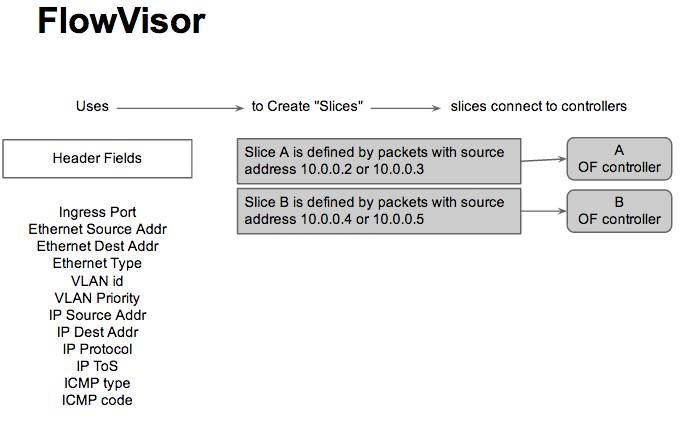 FlowVisor
Uses
to Create "Slices"
slices connect to controllers
Header Fields
Ingress Port
Ethernet Source Addr
Ethernet Dest Addr
Ethernet Type
VLAN id
VLAN Priority
IP Source Addr
IP Dest Addr
IP Protocol
IP ToS
ICMP type
ICMP code
Slice A is defined by packets with source
address 10.0.0.2 or 10.0.0.3
A
OF controller
Slice B is defined by packets with source
address 10.0.0.4 or 10.0.0.5
B
OF controller